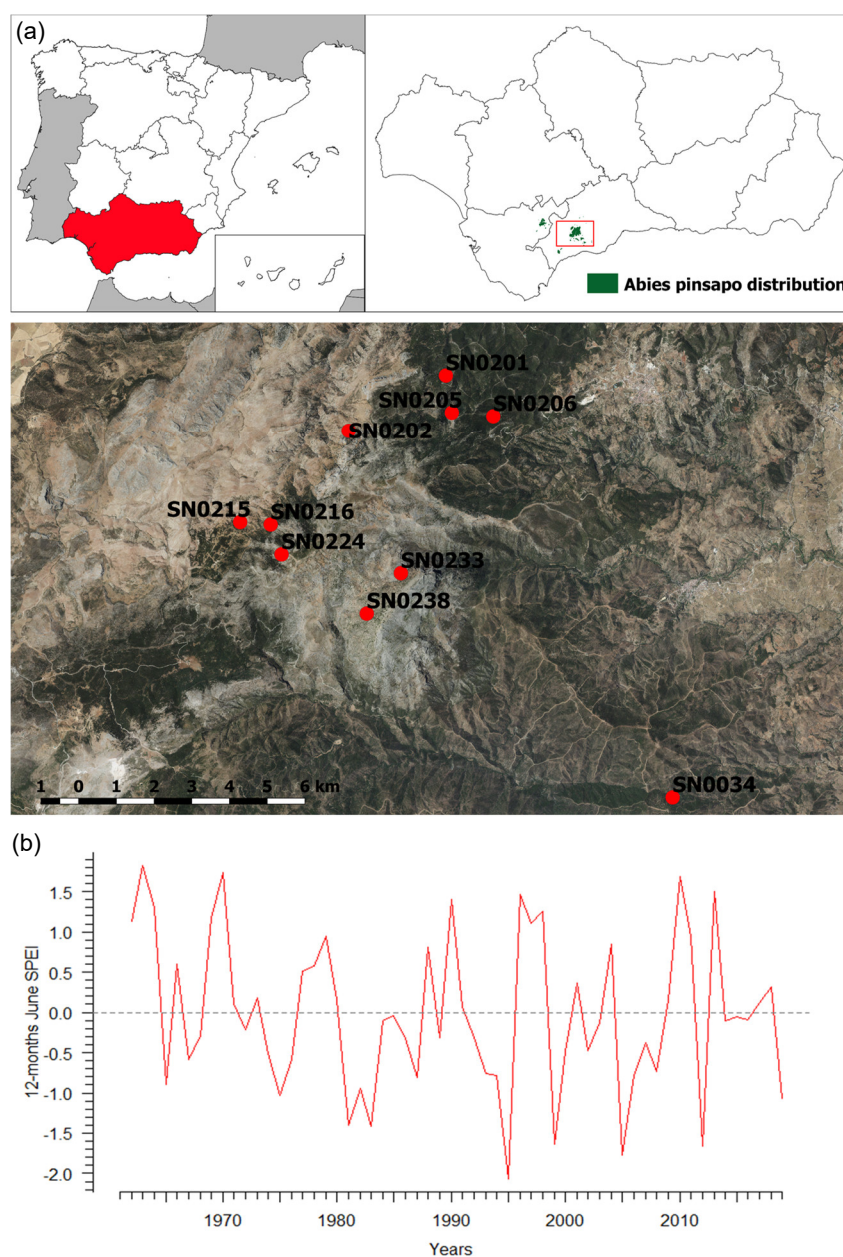 (a)
Abies pinsapo distribution
SN0201
SN0205
SN0206
SN0202
SN0215
SN0216
SN0224
SN0233
SN0238
SN0034
1 0 1 2 3 4 5 6 km
(b)
12-months June SPEI
1.5
1.0
0.5
0.0
-0.5
-1.0
-1.5
-2.0
1970 1980 1990 2000 2010
Years